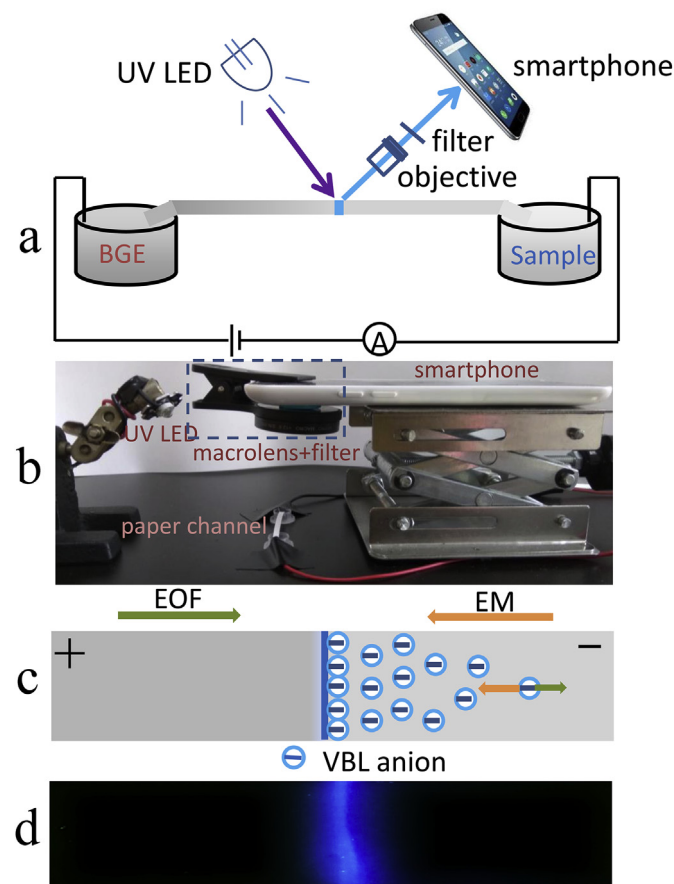 UV LED
smartphone
filter
objective
a
BGE
Sample
A
smartphone
UV LED
macrolens+filter
b
paper channel
EOF
EM
+
−
c
VBL anion
d